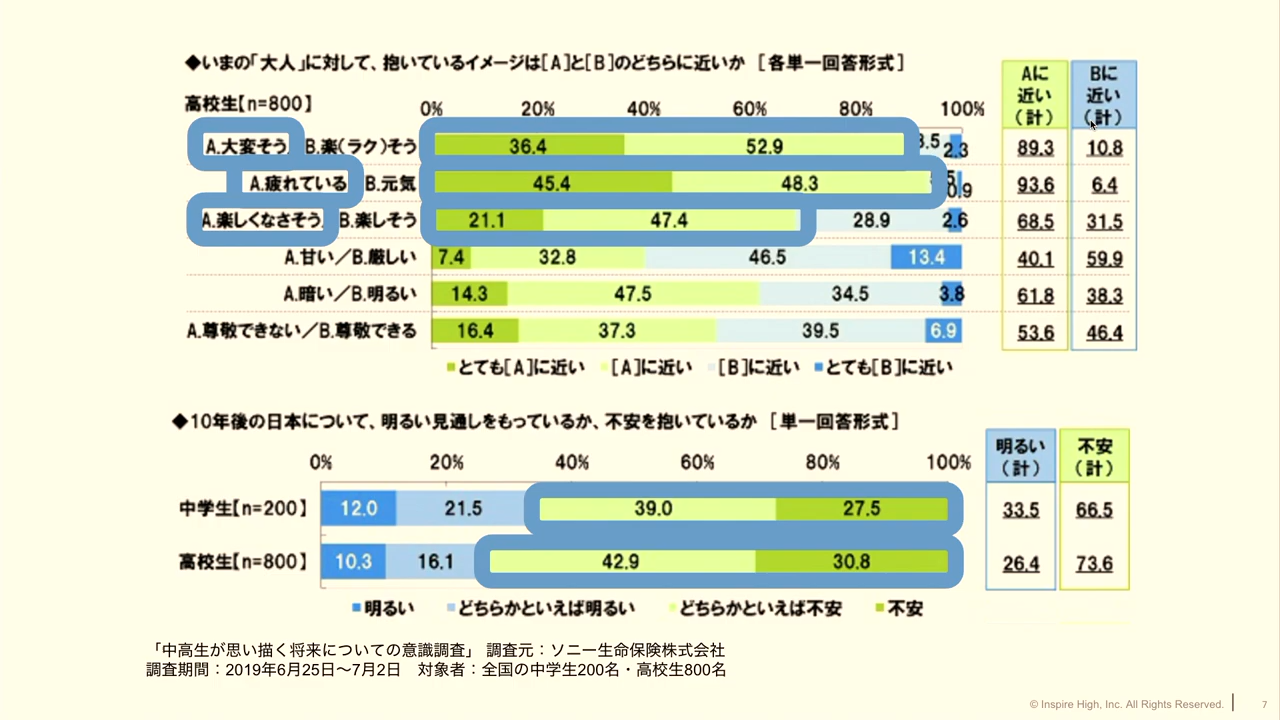 ◆いまの「大人」に対して、抱いているイメージは[A]と[B]のどちらに近いか [各単一回答形式]
Aに近い(計) Bに近い(計)
高校生【n=800】 0% 20% 40% 60% 80% 100%
A.大変そう B.楽(ラク)そう 36.4 52.9 2.3 89.3 10.8
A.疲れている B.元気 45.4 48.3 0.9 93.6 6.4
A.楽しくなさそう B.楽しそう 21.1 47.4 28.9 2.6 68.5 31.5
A.甘い/B.厳しい 7.4 32.8 46.5 13.4 40.1 59.9
A.暗い/B.明るい 14.3 47.5 34.5 3.8 61.8 38.3
A.尊敬できない/B.尊敬できる 16.4 37.3 39.5 6.9 53.6 46.4
とても[A]に近い [A]に近い [B]に近い とても[B]に近い
◆10年後の日本について、明るい見通しをもっているか、不安を抱いているか [単一回答形式]
明るい(計) 不安(計)
0% 20% 40% 60% 80% 100%
中学生【n=200】 12.0 21.5 39.0 27.5 33.5 66.5
高校生【n=800】 10.3 16.1 42.9 30.8 26.4 73.6
明るい どちらかといえば明るい どちらかといえば不安 不安
「中高生が思い描く将来についての意識調査」 調査元:ソニー生命保険株式会社
調査期間:2019年6月25日〜7月2日 対象者:全国の中学生200名・高校生800名
© Inspire High, Inc. All Rights Reserved. 7